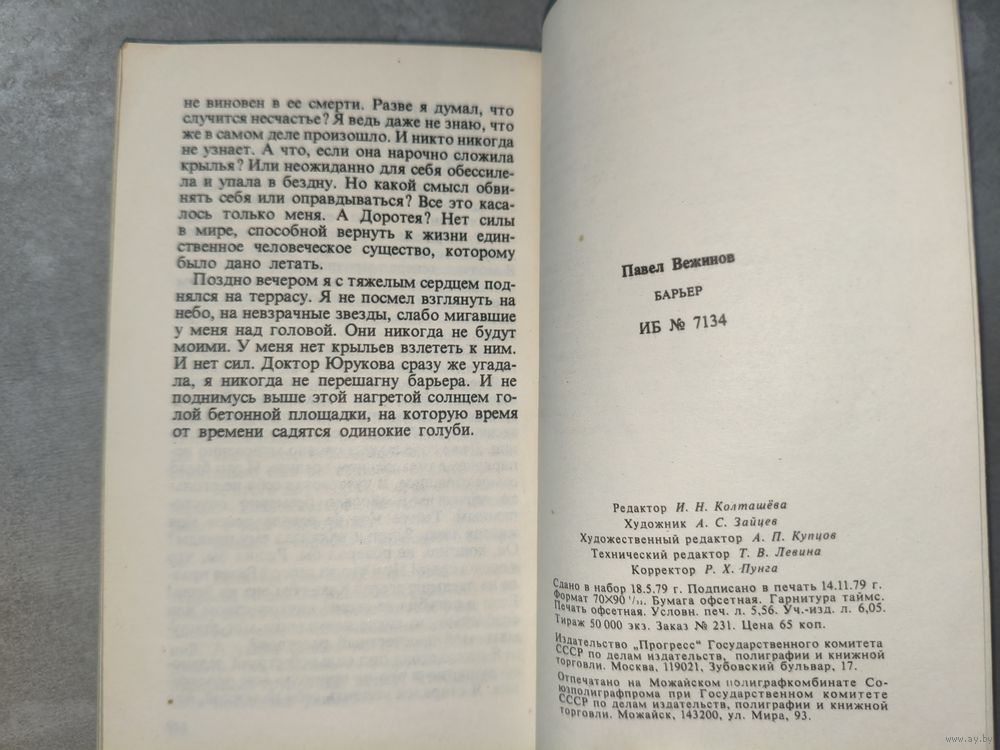 не виновен в ее смерти. Разве я думал, что
случится несчастье? Я ведь даже не знаю, что
же в самом деле произошло. И никто никогда
не узнает. А что, если она нарочно сложила
крылья? Или неожиданно для себя обессиле-
ла и упала в бездну. Но какой смысл обви-
нять себя или оправдываться? Все это каса-
лось только меня. А Доротея? Нет силы
в мире, способной вернуть к жизни един-
ственное человеческое существо, которому
было дано летать.
Поздно вечером я с тяжелым сердцем под-
нялся на террасу. Я не посмел взглянуть на
небо, на невзрачные звезды, слабо мигавшие
у меня над головой. Они никогда не будут
моими. У меня нет крыльев взлететь к ним.
И нет сил. Доктор Юрукова сразу же угада-
ла, я никогда не перешагну барьера. И не
поднимусь выше этой нагретой солнцем го-
лой бетонной площадки, на которую время
от времени садятся одинокие голуби.
Павел Вежинов
БАРЬЕР
ИБ № 7134
Редактор И. Н. Колташёва
Художник А. С. Зайцев
Художественный редактор А. П. Купцов
Технический редактор Т. В. Левина
Корректор Р. Х. Пунга
Сдано в набор 18.5.79 г. Подписано в печать 14.11.79 г.
Формат 70×90 1/32. Бумага офсетная. Гарнитура таймс.
Печать офсетная. Условн. печ. л. 5,56. Уч.-изд. л. 6,05.
Тираж 50 000 экз. Заказ № 231. Цена 65 коп.
Издательство „Прогресс" Государственного комитета
СССР по делам издательств, полиграфии и книжной
торговли. Москва, 119021, Зубовский бульвар, 17.
Отпечатано на Можайском полиграфкомбинате Со-
юзполиграфпрома при Государственном комитете
СССР по делам издательств, полиграфии и книжной
торговли. Можайск, 143200, ул. Мира, 93.
www.ay.by